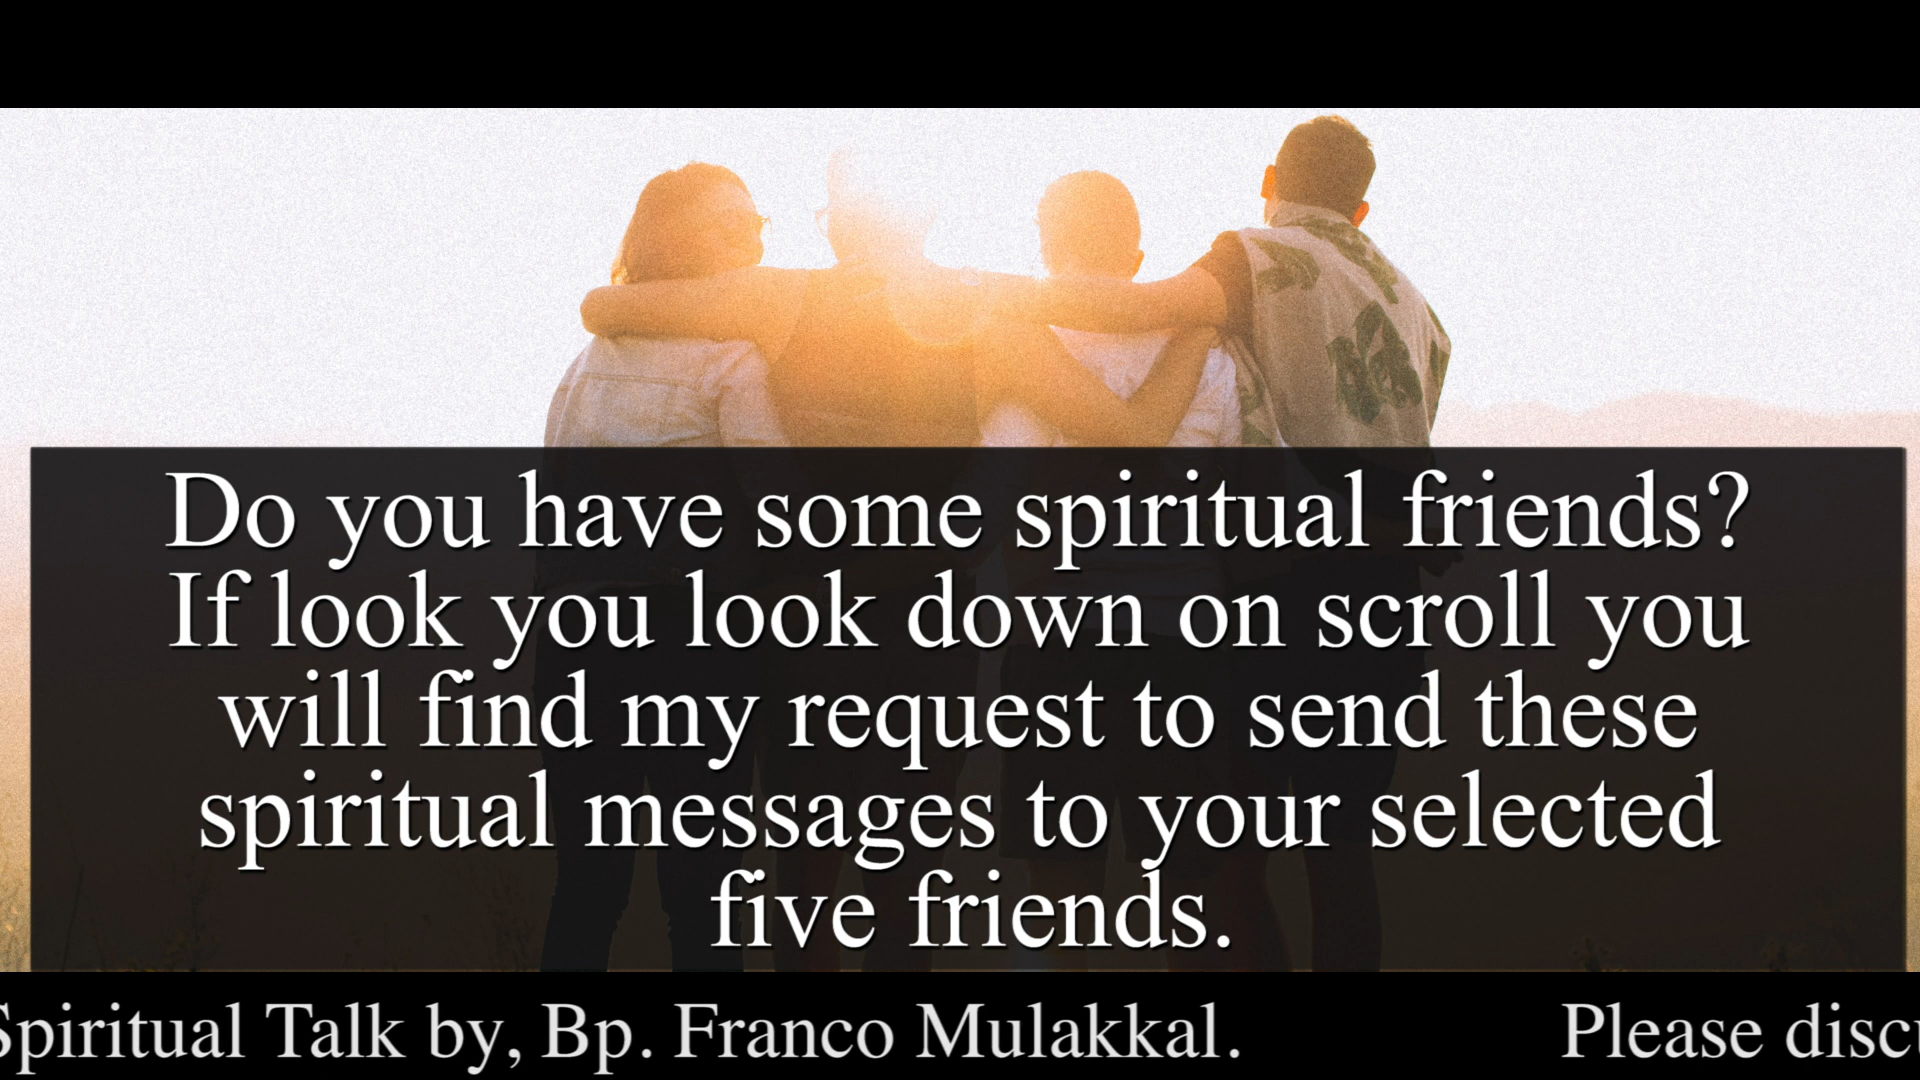 Do you have some spiritual friends?
If look you look down on scroll you
will find my request to send these
spiritual messages to your selected
five friends.
Spiritual Talk by, Bp. Franco Mulakkal. Please